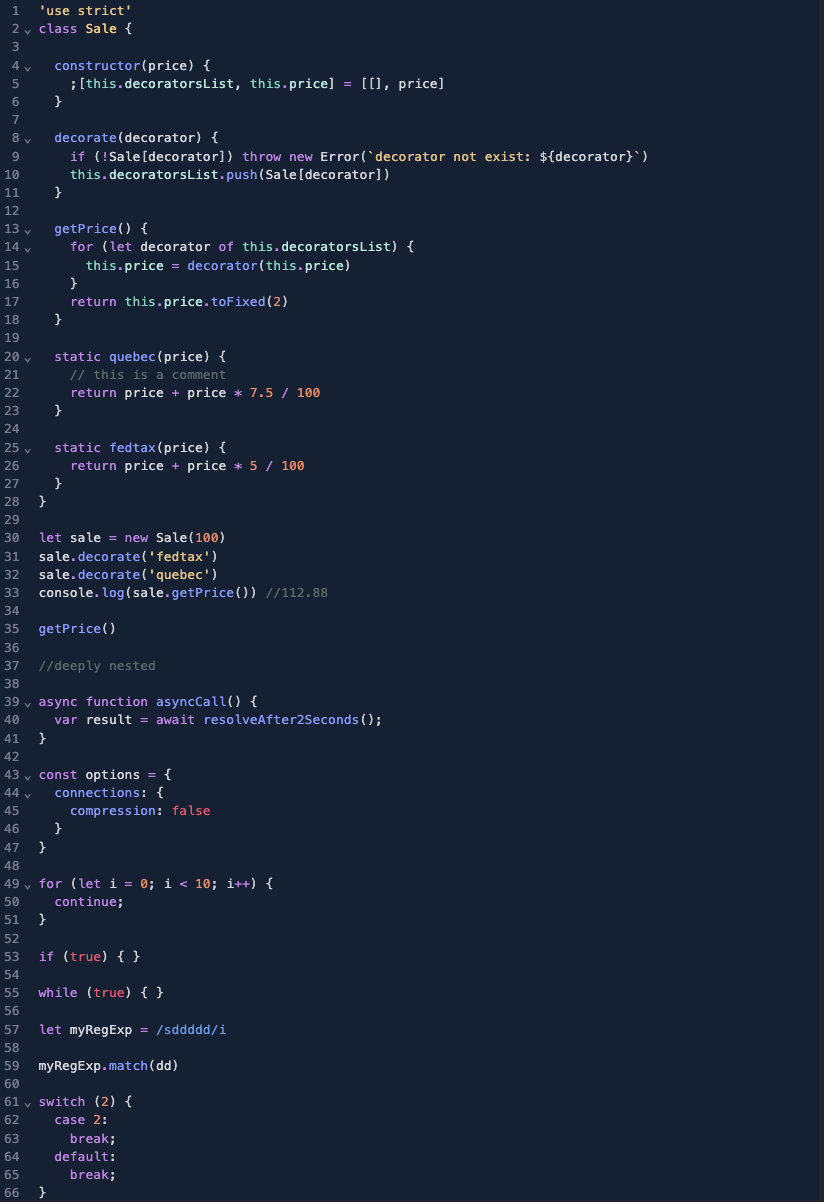 1 'use strict'
2 class Sale {
3
4   constructor(price) {
5     ;[this.decoratorsList, this.price] = [[], price]
6   }
7
8   decorate(decorator) {
9     if (!Sale[decorator]) throw new Error(`decorator not exist: ${decorator}`)
10     this.decoratorsList.push(Sale[decorator])
11   }
12
13   getPrice() {
14     for (let decorator of this.decoratorsList) {
15       this.price = decorator(this.price)
16     }
17     return this.price.toFixed(2)
18   }
19
20   static quebec(price) {
21     // this is a comment
22     return price + price * 7.5 / 100
23   }
24
25   static fedtax(price) {
26     return price + price * 5 / 100
27   }
28 }
29
30 let sale = new Sale(100)
31 sale.decorate('fedtax')
32 sale.decorate('quebec')
33 console.log(sale.getPrice()) //112.88
34
35 getPrice()
36
37 //deeply nested
38
39 async function asyncCall() {
40   var result = await resolveAfter2Seconds();
41 }
42
43 const options = {
44   connections: {
45     compression: false
46   }
47 }
48
49 for (let i = 0; i < 10; i++) {
50   continue;
51 }
52
53 if (true) { }
54
55 while (true) { }
56
57 let myRegExp = /sddddd/i
58
59 myRegExp.match(dd)
60
61 switch (2) {
62   case 2:
63     break;
64   default:
65     break;
66 }